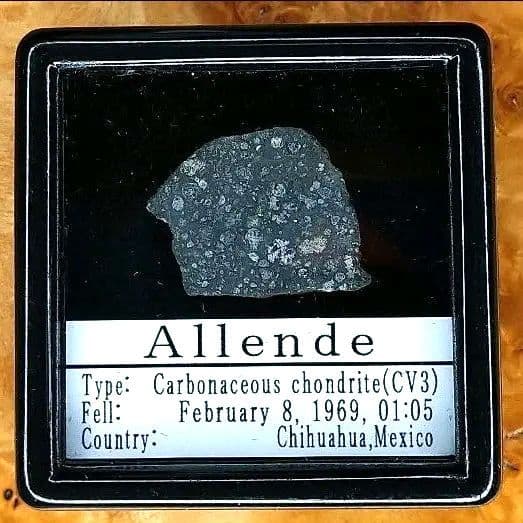 Allende
Type: Carbonaceous chondrite(CV3)
Fell: February 8, 1969, 01:05
Country: Chihuahua,Mexico